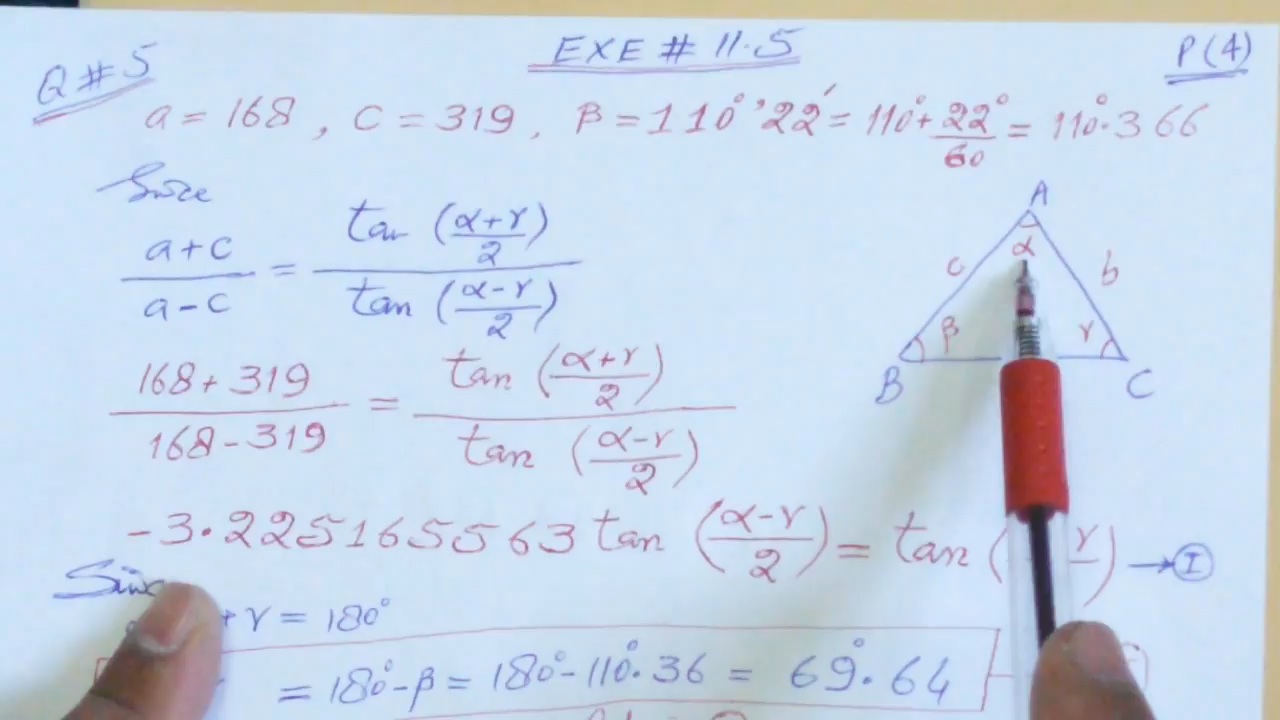 EXE # 11.5
Q # 5
P(4)
a = 168 , c = 319 , β = 110°'22′ = 110° + 22°/60 = 110°.366
Since
a+c / a-c = tan (α+γ / 2) / tan (α-γ / 2)
168+319 / 168-319 = tan (α+γ / 2) / tan (α-γ / 2)
A
α
c
b
β
γ
B
C
-3.225165563 tan (α-γ / 2) = tan ( γ ) → I
+ γ = 180°
= 180° - β = 180° - 110°.36 = 69°.64